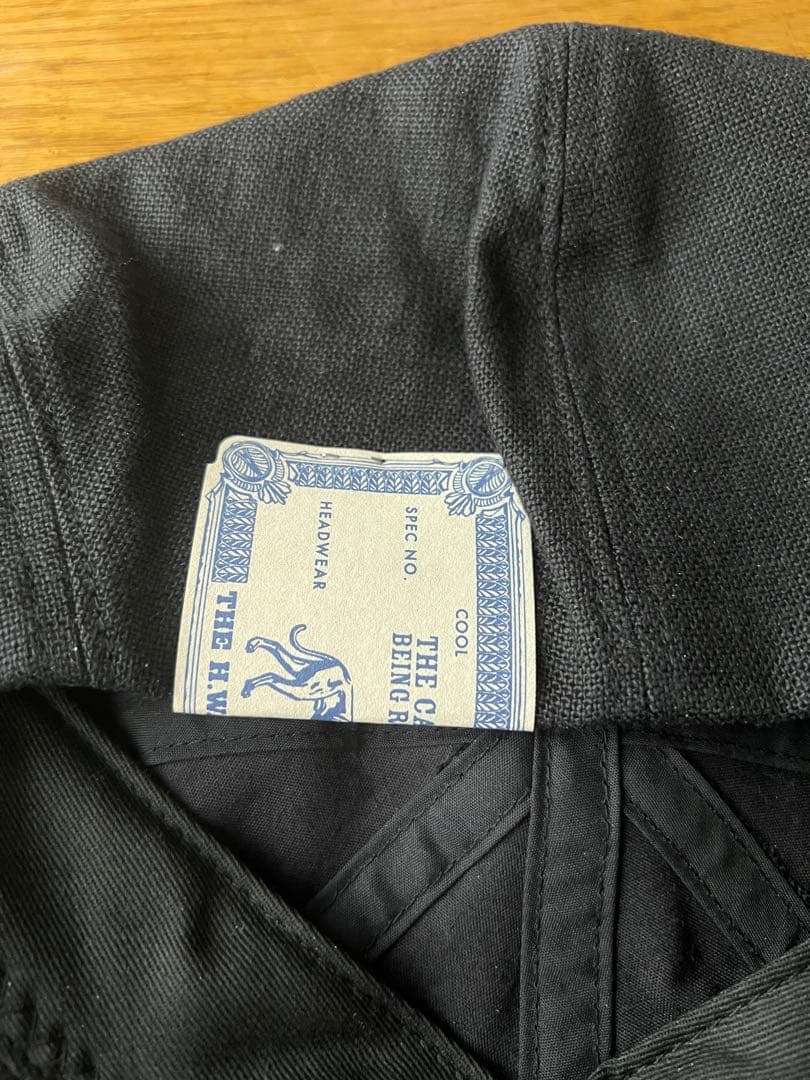 COOL
THE CA
BEING R
SPEC NO.
HEADWEAR
THE H.W